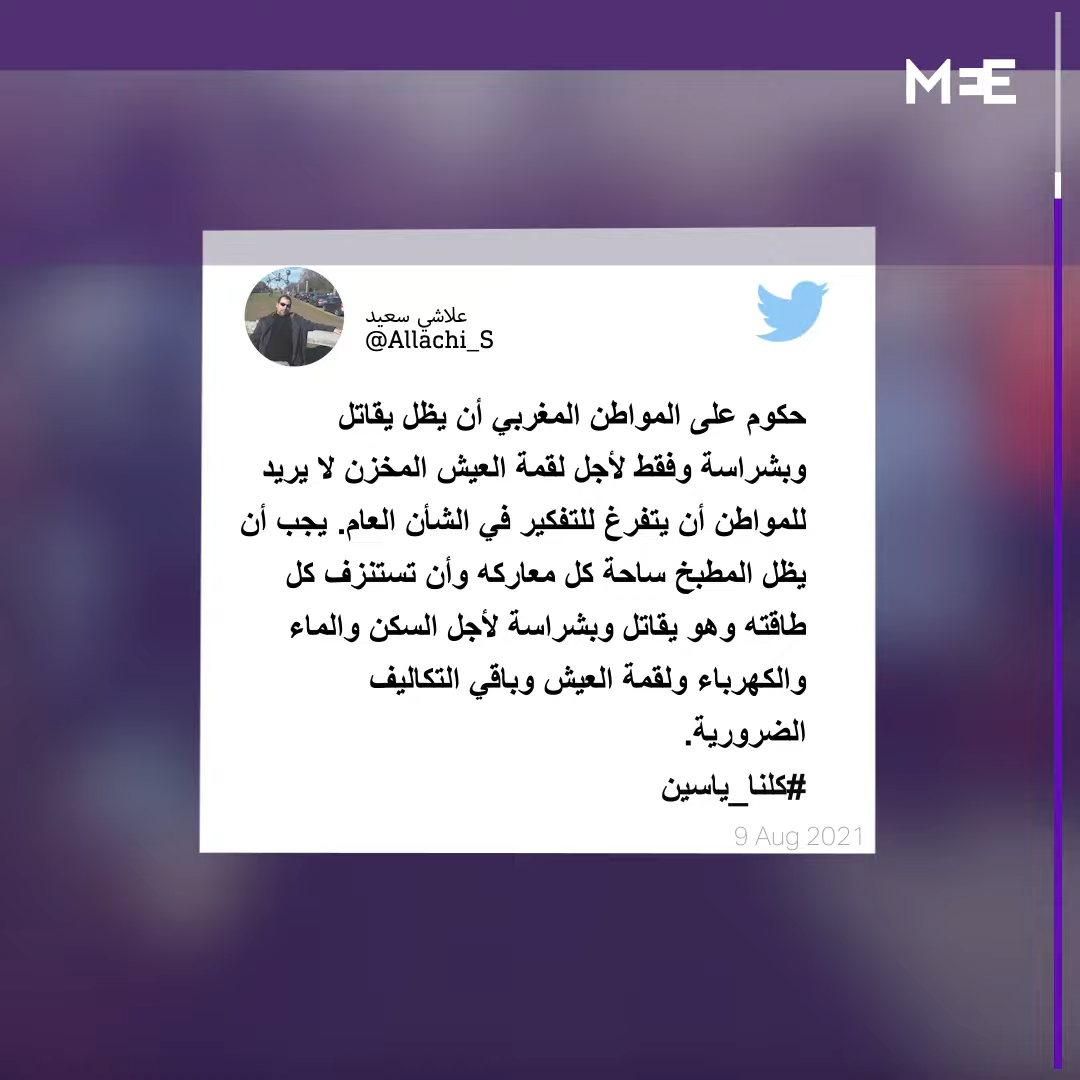 MEE
علاشي سعيد
@Allachi_S
حكوم على المواطن المغربي أن يظل يقاتل
وبشراسة وفقط لأجل لقمة العيش المخزن لا يريد
للمواطن أن يتفرغ للتفكير في الشأن العام. يجب أن
يظل المطبخ ساحة كل معاركه وأن تستنزف كل
طاقته وهو يقاتل وبشراسة لأجل السكن والماء
والكهرباء ولقمة العيش وباقي التكاليف
الضرورية.
#كلنا_ياسين
9 Aug 2021